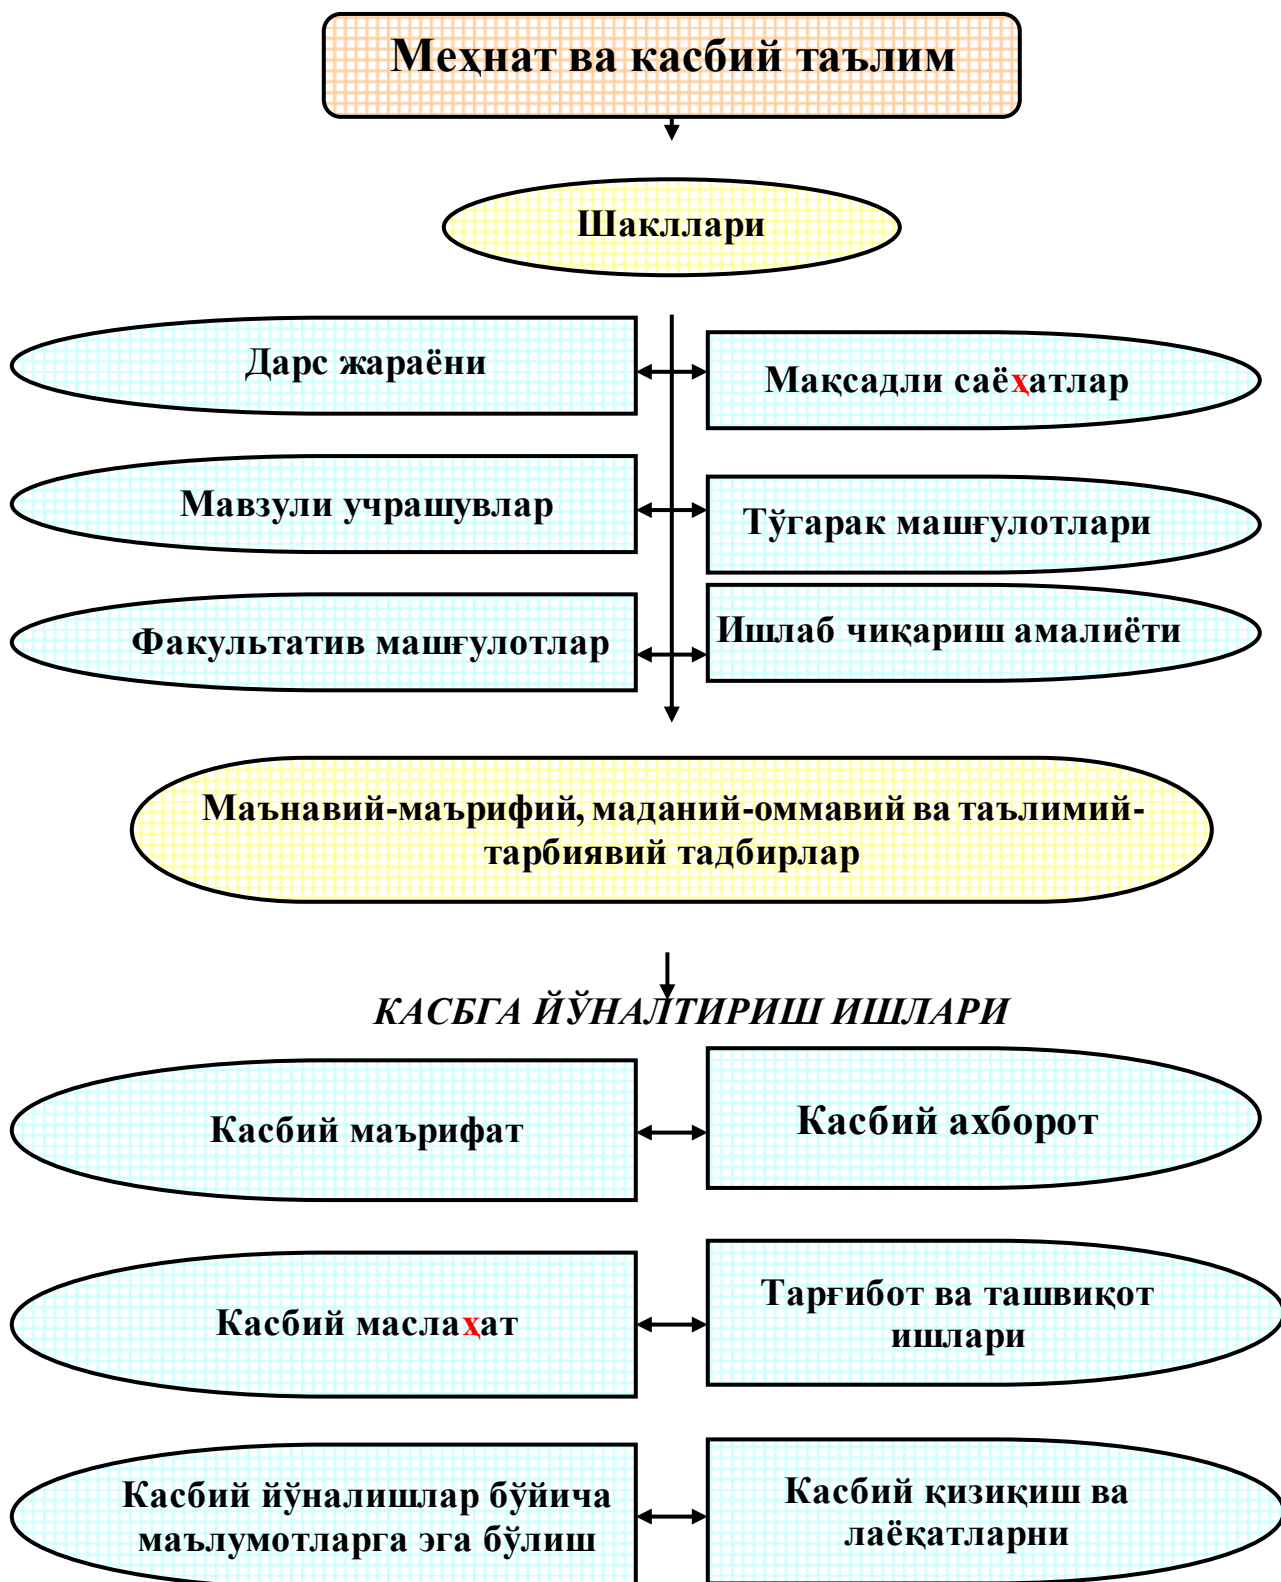 Меҳнат ва касбий таълим
Шакллари
Дарс жараёни
Мақсадли саёҳатлар
Мавзули учрашувлар
Тўгарак машғулотлари
Факультатив машғулотлар
Ишлаб чиқариш амалиёти
Маънавий-маърифий, маданий-оммавий ва таълимий-
тарбиявий тадбирлар
КАСБГА ЙЎНАЛТИРИШ ИШЛАРИ
Касбий маърифат
Касбий ахборот
Касбий маслаҳат
Тарғибот ва ташвиқот
ишлари
Касбий йўналишлар бўйича
маълумотларга эга бўлиш
Касбий қизиқиш ва
лаёқатларни